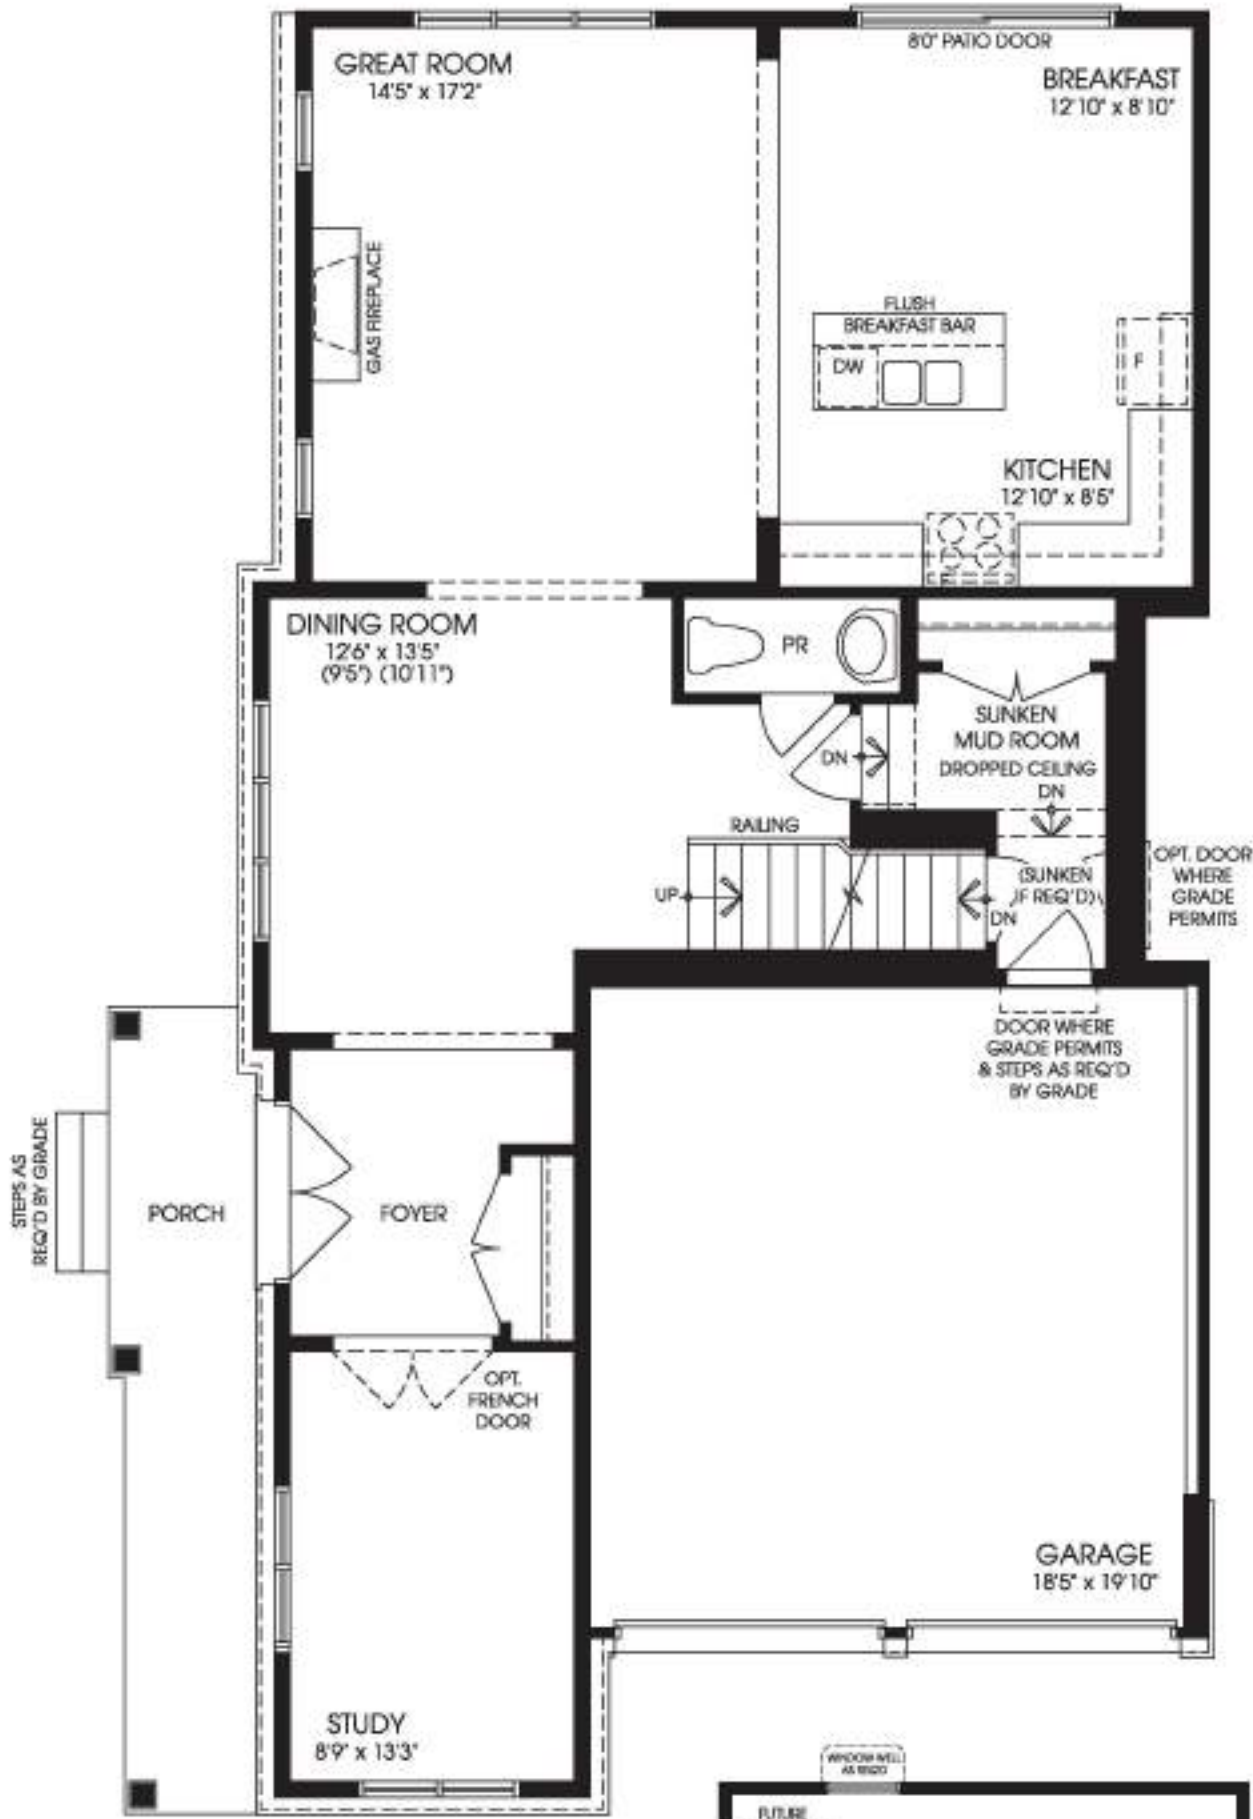 GREAT ROOM
14'5" x 17'2"
8'0" PATIO DOOR
BREAKFAST
12'10" x 8'10"
GAS FIREPLACE
FLUSH
BREAKFAST BAR
DW
F
KITCHEN
12'10" x 8'5"
DINING ROOM
12'6" x 13'5"
(9'5") (10'11")
PR
SUNKEN
MUD ROOM
DROPPED CEILING
DN
DN
RAILING
UP
(SUNKEN
IF REQ'D)
DN
OPT. DOOR
WHERE
GRADE
PERMITS
DOOR WHERE
GRADE PERMITS
& STEPS AS REQ'D
BY GRADE
STEPS AS
REQ'D BY GRADE
PORCH
FOYER
OPT.
FRENCH
DOOR
GARAGE
18'5" x 19'10"
STUDY
8'9" x 13'3"
WINDOW WELL
AS REQ'D
FUTURE